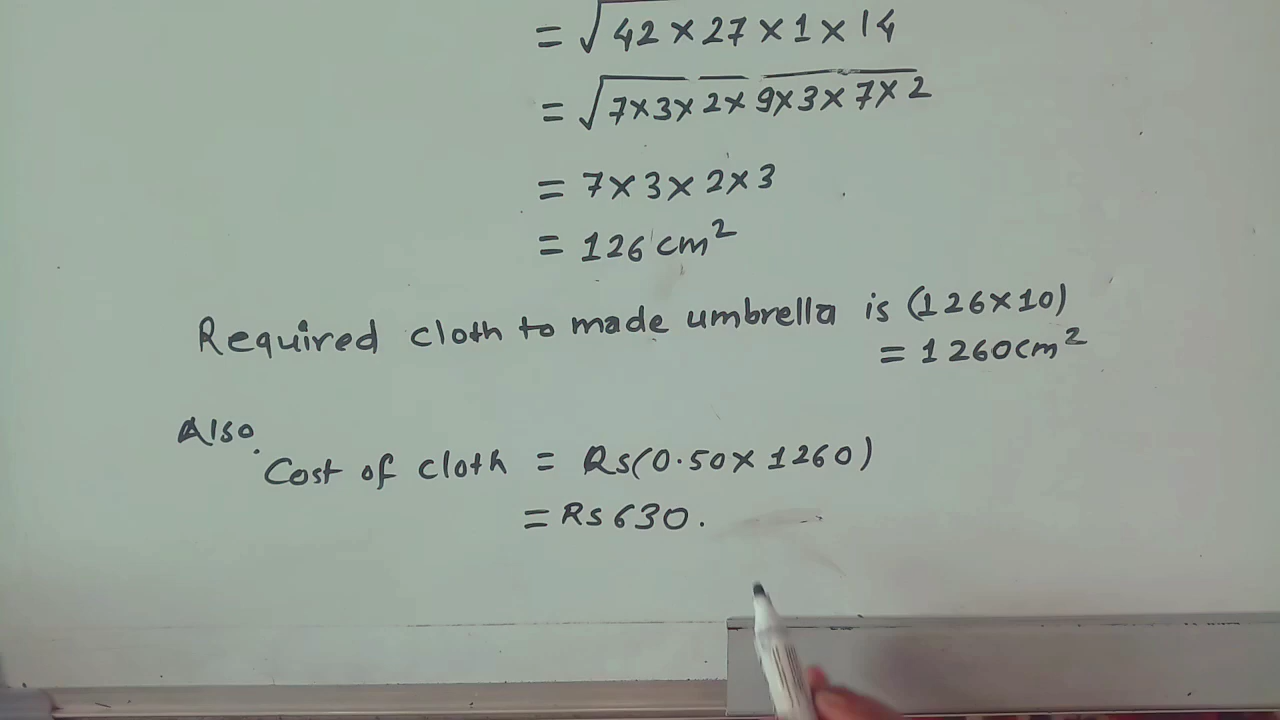 = √42 × 27 × 1 × 14
= √7×3×2×9×3×7×2
= 7×3×2×3
= 126 cm²
Required cloth to made umbrella is (126×10)
= 1260cm²
Also.
Cost of cloth = Rs(0.50×1260)
= Rs 630.